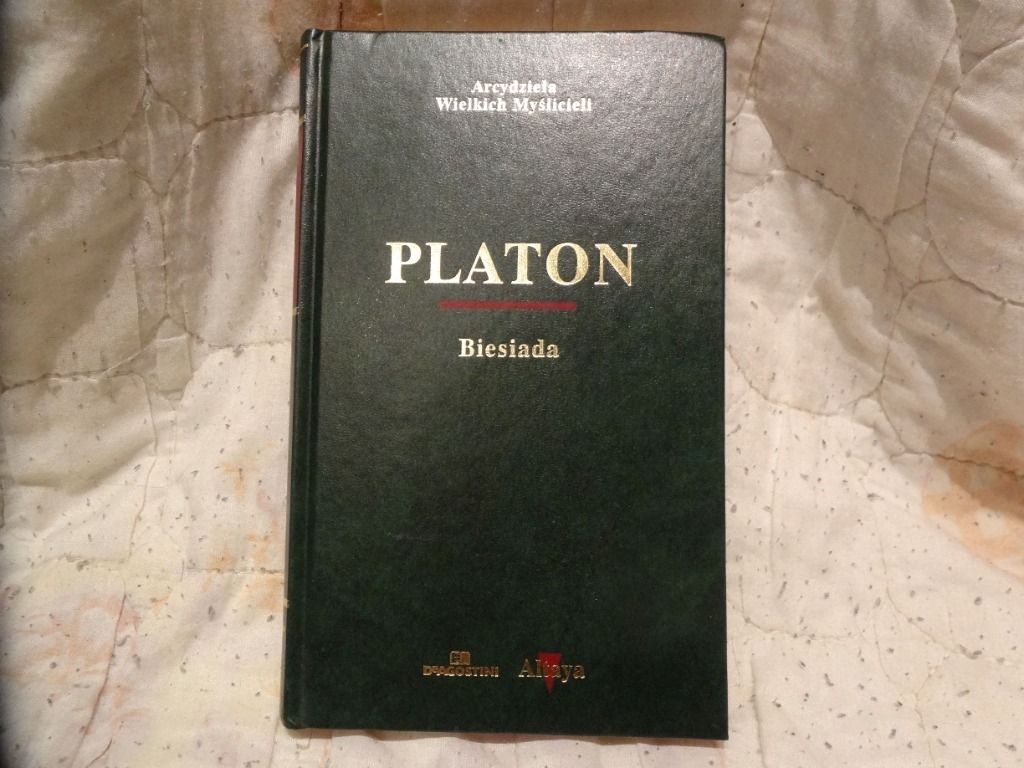 Arcydzieła
Wielkich Myślicieli
PLATON
Biesiada
DEAGOSTINI Altaya